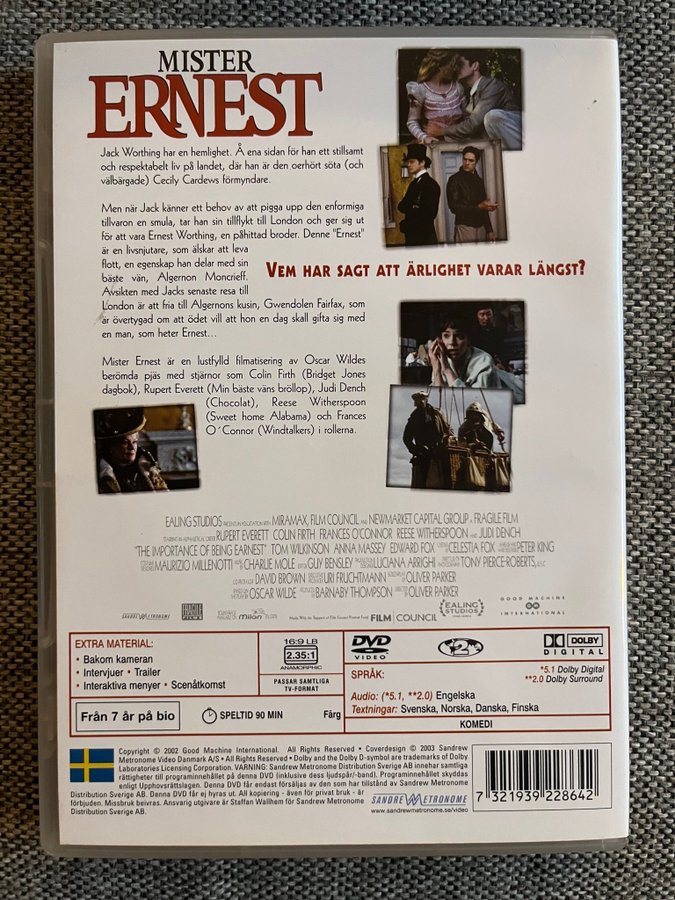 MISTER
ERNEST
Jack Worthing har en hemlighet. Å ena sidan för han ett stillsamt
och respektabelt liv på landet, där han är den oerhört söta (och
välbärgade) Cecily Cardews förmyndare.
Men när Jack känner ett behov av att pigga upp den enformiga
tillvaron en smula, tar han sin tillflykt till London och ger sig ut
för att vara Ernest Worthing, en påhittad broder. Denne "Ernest"
är en livsnjutare, som älskar att leva
flott, en egenskap han delar med sin
bäste vän, Algernon Moncrieff.
Avsikten med Jacks senaste resa till
London är att fria till Algernons kusin, Gwendolen Fairfax, som
är övertygad om att ödet vill att hon en dag skall gifta sig med
en man, som heter Ernest...
VEM HAR SAGT ATT ÄRLIGHET VARAR LÄNGST?
Mister Ernest är en lustfylld filmatisering av Oscar Wildes
berömda pjäs med stjärnor som Colin Firth (Bridget Jones
dagbok), Rupert Everett (Min bäste väns bröllop), Judi Dench
(Chocolat), Reese Witherspoon
(Sweet home Alabama) och Frances
O´Connor (Windtalkers) i rollerna.
EALING STUDIOS PRESENTS IN ASSOCIATION WITH MIRAMAX, FILM COUNCIL AND NEWMARKET CAPITAL GROUP A FRAGILE FILM
RUPERT EVERETT COLIN FIRTH FRANCES O'CONNOR REESE WITHERSPOON AND JUDI DENCH
"THE IMPORTANCE OF BEING EARNEST" TOM WILKINSON ANNA MASSEY EDWARD FOX CELESTIA FOX PETER KING
MAURIZIO MILLENOTTI CHARLIE MOLE GUY BENSLEY LUCIANA ARRIGHI TONY PIERCE-ROBERTS, B.S.C.
DAVID BROWN URI FRUCHTMANN OLIVER PARKER
OSCAR WILDE BARNABY THOMPSON OLIVER PARKER
SANDREW METRONOME
FRAGILE FILMS
milon
FILM COUNCIL
EALING STUDIOS
GOOD MACHINE INTERNATIONAL
EXTRA MATERIAL:
• Bakom kameran
• Intervjuer • Trailer
• Interaktiva menyer • Scenåtkomst
16:9 LB
2.35:1
ANAMORPHIC
PASSAR SAMTLIGA
TV-FORMAT
DVD
VIDEO
2
DOLBY
DIGITAL
SPRÅK:
*5.1 Dolby Digital
**2.0 Dolby Surround
Audio: (*5.1, **2.0) Engelska
Textningar: Svenska, Norska, Danska, Finska
Från 7 år på bio
SPELTID 90 MIN
Färg
KOMEDI
Copyright © 2002 Good Machine International. All Rights Reserved • Coverdesign © 2003 Sandrew
Metronome Video Danmark A/S • All Rights Reserved • Dolby and the Dolby D-symbol are trademarks of Dolby
Laboratories Licensing Corporation. VARNING: Sandrew Metronome Distribution Sverige AB innehar samtliga
rättigheter till programinnehållet på denna DVD (inklusive dess ljudspår/-band). Programinnehållet skyddas
enligt Upphovsrättslagen. Denna DVD får endast försäljas av den som har tillstånd av Sandrew Metronome
Distribution Sverige AB. Denna DVD får ej hyras ut. All kopiering - även för privat bruk - är
förbjuden. Missbruk beivras. Ansvarig utgivare är Staffan Wallhem för Sandrew Metronome
Distribution Sverige AB.
SANDREW METRONOME
www.sandrewmetronome.se/video
7 321939 228642